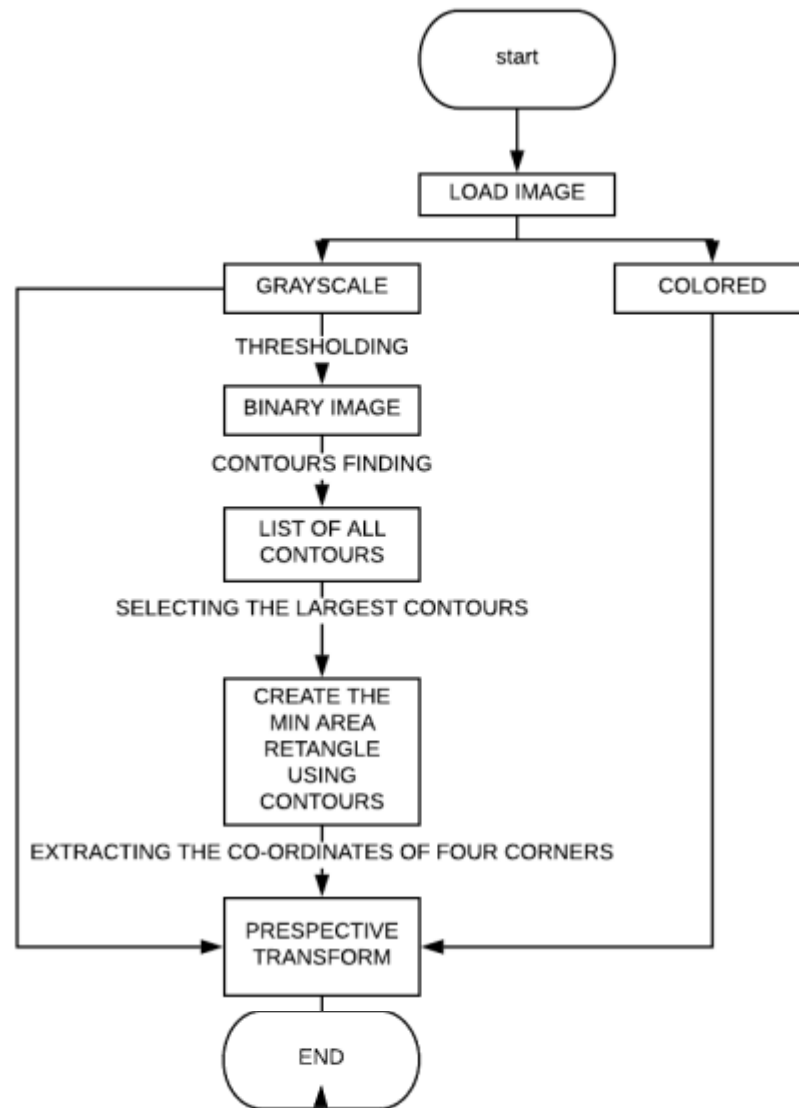 start
LOAD IMAGE
GRAYSCALE
COLORED
THRESHOLDING
BINARY IMAGE
CONTOURS FINDING
LIST OF ALL
CONTOURS
SELECTING THE LARGEST CONTOURS
CREATE THE
MIN AREA
RETANGLE
USING
CONTOURS
EXTRACTING THE CO-ORDINATES OF FOUR CORNERS
PRESPECTIVE
TRANSFORM
END